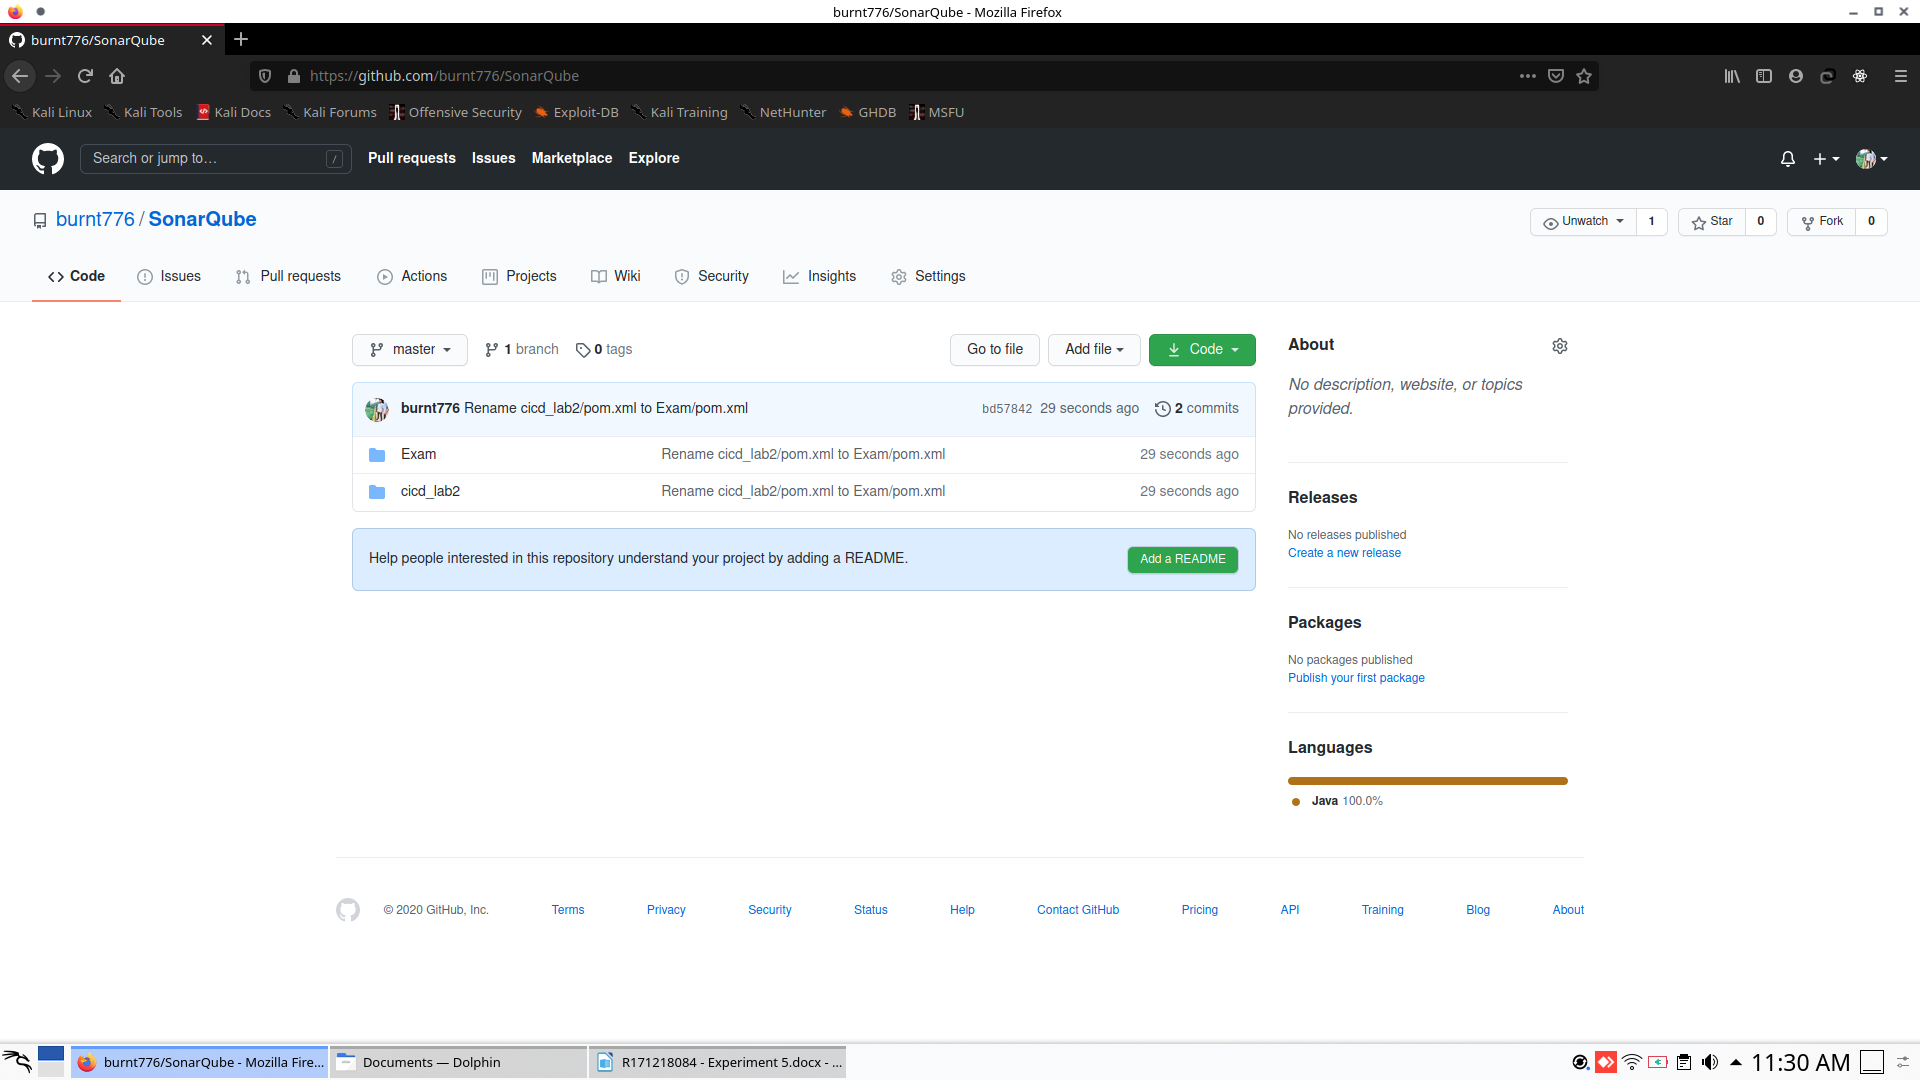 burnt776/SonarQube - Mozilla Firefox
burnt776/SonarQube
https://github.com/burnt776/SonarQube
Kali Linux Kali Tools Kali Docs Kali Forums Offensive Security Exploit-DB Kali Training NetHunter GHDB MSFU
Search or jump to… / Pull requests Issues Marketplace Explore
burnt776 / SonarQube Unwatch 1 Star 0 Fork 0
Code Issues Pull requests Actions Projects Wiki Security Insights Settings
master 1 branch 0 tags Go to file Add file Code
burnt776 Rename cicd_lab2/pom.xml to Exam/pom.xml bd57842 29 seconds ago 2 commits
Exam Rename cicd_lab2/pom.xml to Exam/pom.xml 29 seconds ago
cicd_lab2 Rename cicd_lab2/pom.xml to Exam/pom.xml 29 seconds ago
Help people interested in this repository understand your project by adding a README. Add a README
About
No description, website, or topics
provided.
Releases
No releases published
Create a new release
Packages
No packages published
Publish your first package
Languages
Java 100.0%
© 2020 GitHub, Inc. Terms Privacy Security Status Help Contact GitHub Pricing API Training Blog About
burnt776/SonarQube - Mozilla Fire... Documents — Dolphin R171218084 - Experiment 5.docx - ... 11:30 AM